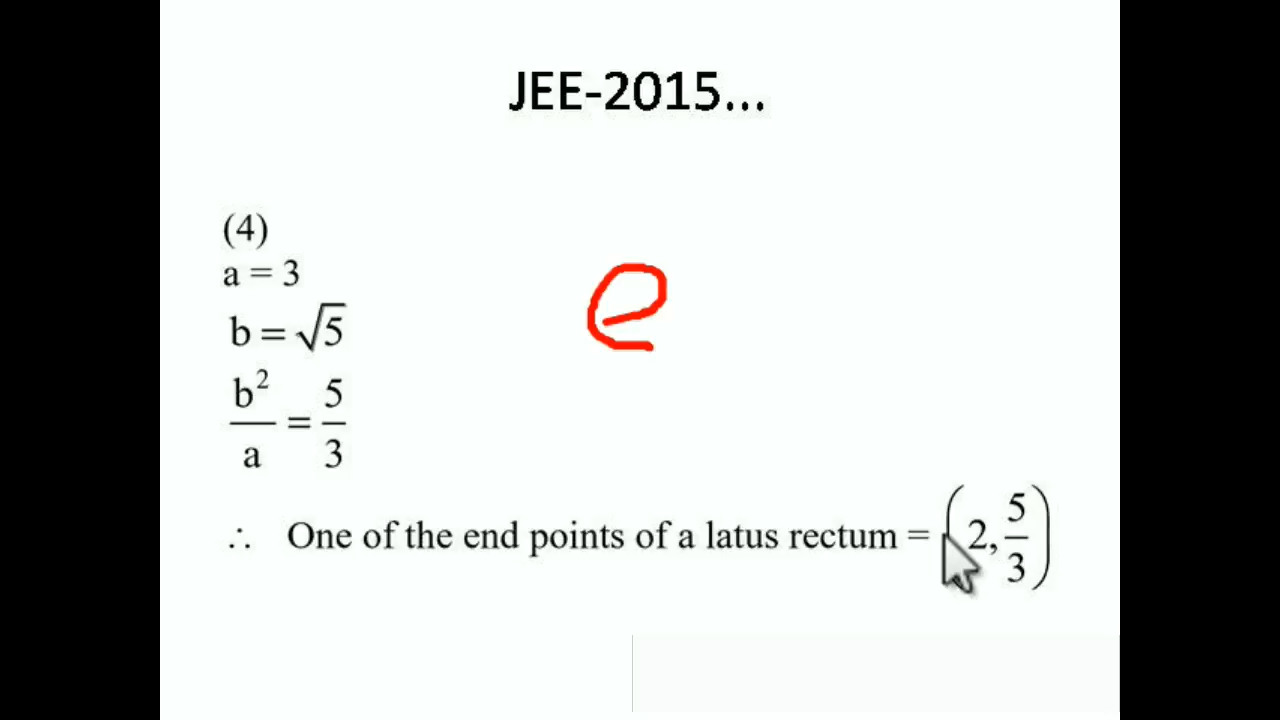 JEE-2015...
(4)
a = 3
e
b = √5
b²/a = 5/3
∴ One of the end points of a latus rectum = (2, 5/3)